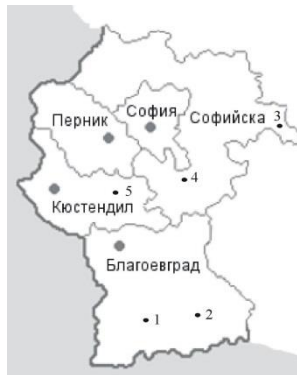 София
Перник
Софийска 3
4
5
Кюстендил
Благоевград
1 2